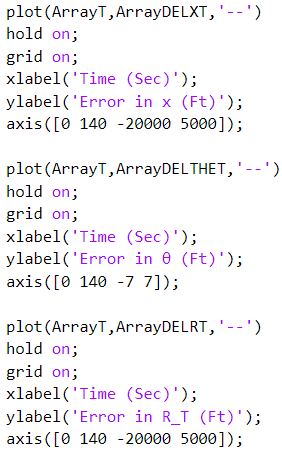 plot(ArrayT,ArrayDELXT,'--')
hold on;
grid on;
xlabel('Time (Sec)');
ylabel('Error in x (Ft)');
axis([0 140 -20000 5000]);
plot(ArrayT,ArrayDELTHET,'--')
hold on;
grid on;
xlabel('Time (Sec)');
ylabel('Error in θ (Ft)');
axis([0 140 -7 7]);
plot(ArrayT,ArrayDELRT,'--')
hold on;
grid on;
xlabel('Time (Sec)');
ylabel('Error in R_T (Ft)');
axis([0 140 -20000 5000]);